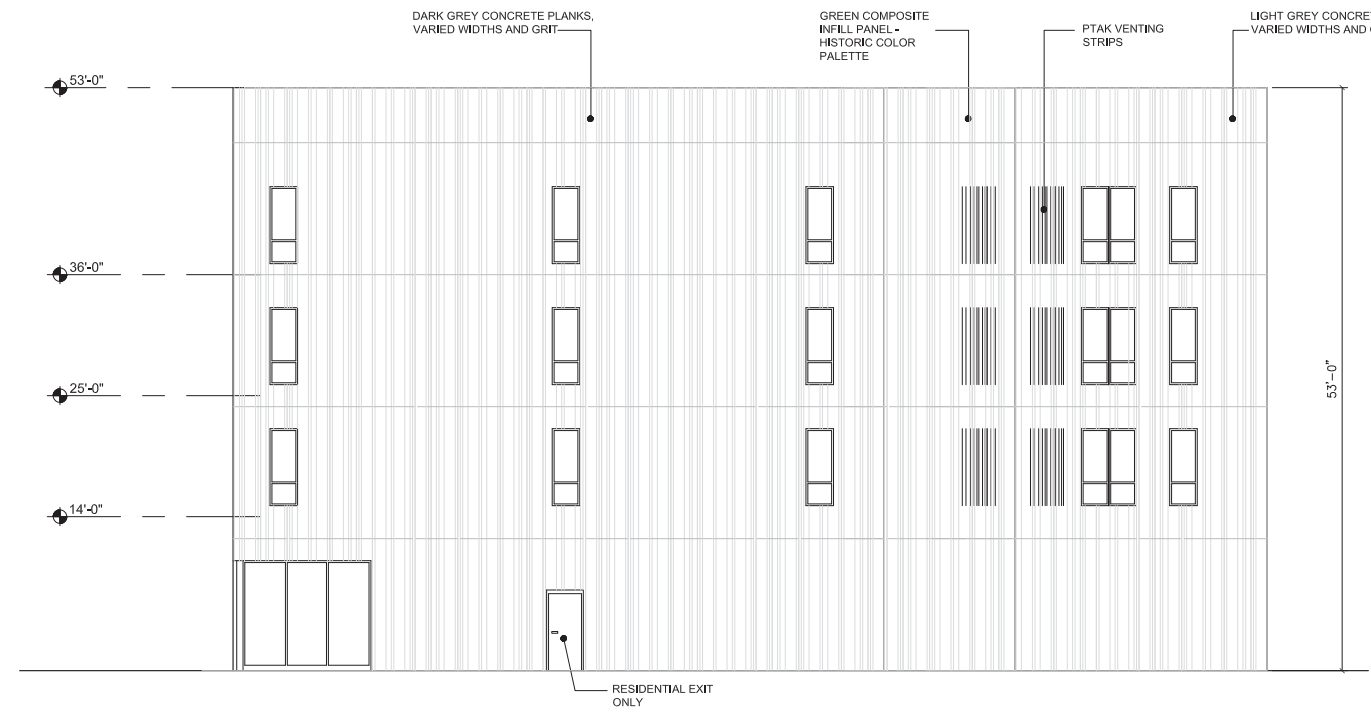 DARK GREY CONCRETE PLANKS,
VARIED WIDTHS AND GRIT
GREEN COMPOSITE
INFILL PANEL -
HISTORIC COLOR
PALETTE
PTAK VENTING
STRIPS
LIGHT GREY CONCRE
VARIED WIDTHS AND
53'-0"
36'-0"
25'-0"
14'-0"
53'-0"
RESIDENTIAL EXIT
ONLY